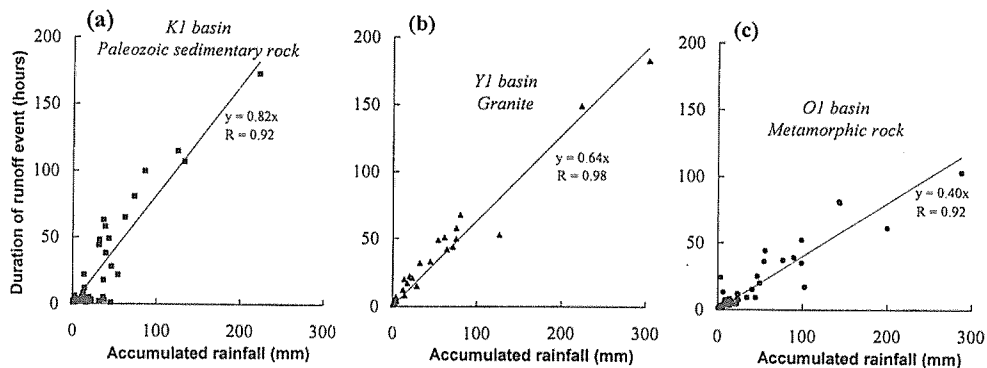 (a)
K1 basin
Paleozoic sedimentary rock
Duration of runoff event (hours)
200
150
100
50
0
y = 0.82x
R = 0.92
0 100 200 300
Accumulated rainfall (mm)
(b)
Y1 basin
Granite
200
150
100
50
0
y = 0.64x
R = 0.98
0 100 200 300
Accumulated rainfall (mm)
(c)
O1 basin
Metamorphic rock
200
150
100
50
0
y = 0.40x
R = 0.92
0 100 200 300
Accumulated rainfall (mm)